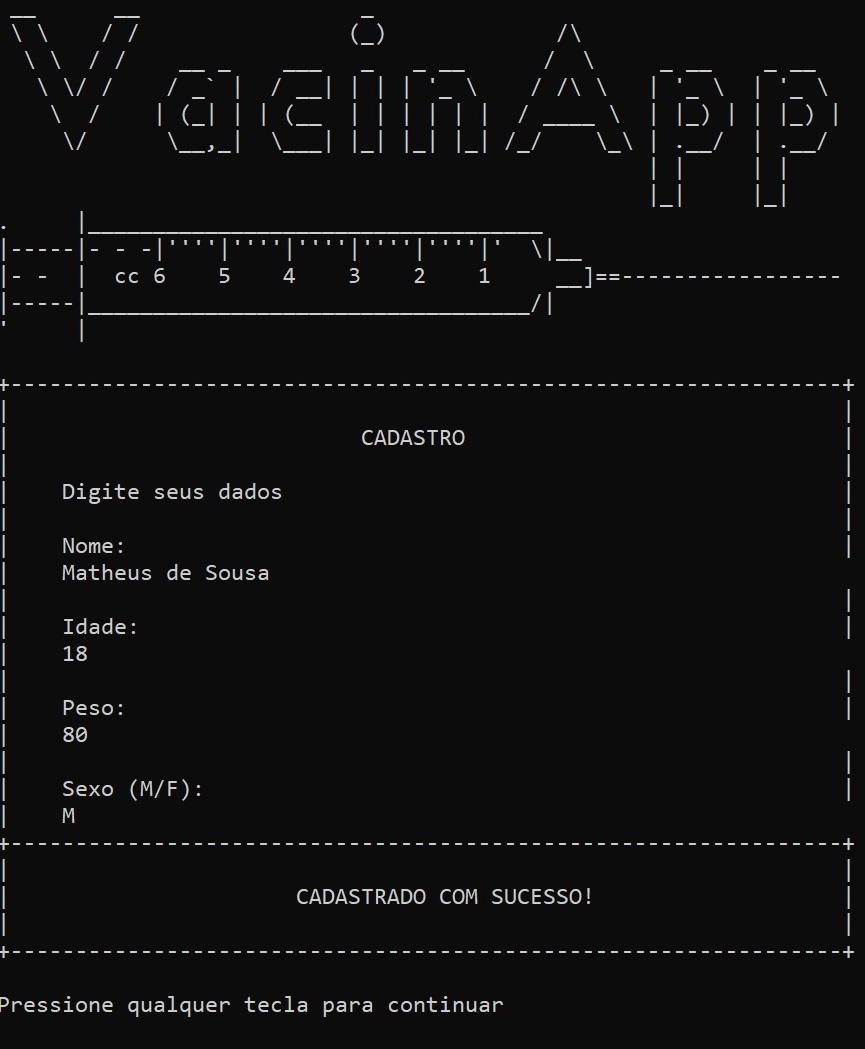 VacinApp
cc 6 5 4 3 2 1
CADASTRO
Digite seus dados
Nome:
Matheus de Sousa
Idade:
18
Peso:
80
Sexo (M/F):
M
CADASTRADO COM SUCESSO!
Pressione qualquer tecla para continuar